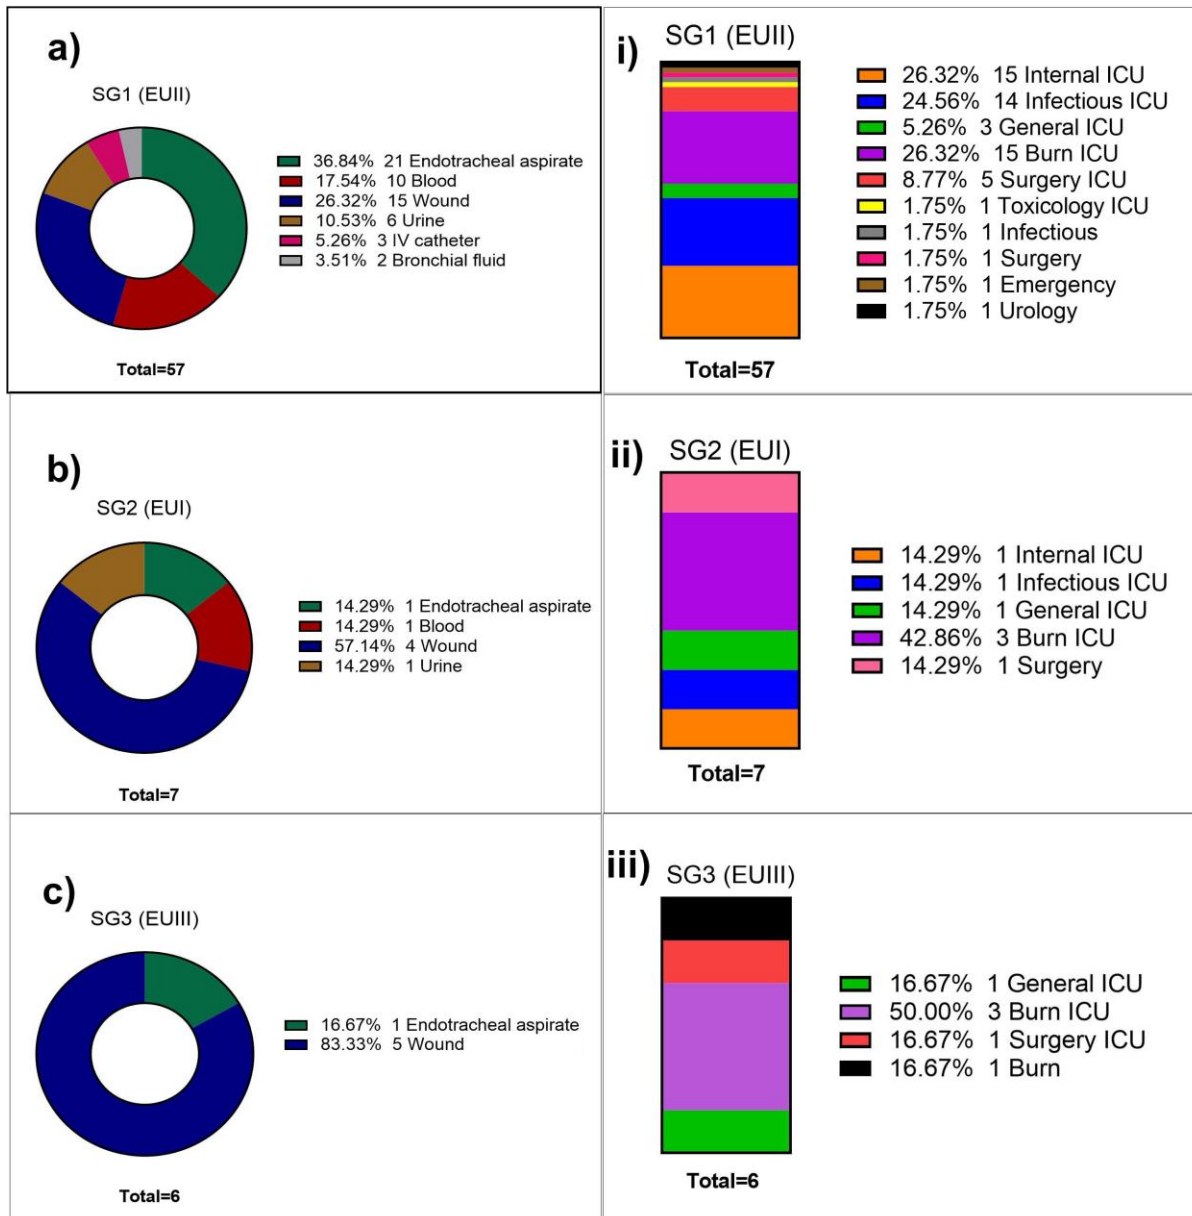 a)
SG1 (EUII)
36.84%  21 Endotracheal aspirate
17.54%  10 Blood
26.32%  15 Wound
10.53%  6 Urine
5.26%  3 IV catheter
3.51%  2 Bronchial fluid
Total=57
i)
SG1 (EUII)
26.32%  15 Internal ICU
24.56%  14 Infectious ICU
5.26%  3 General ICU
26.32%  15 Burn ICU
8.77%  5 Surgery ICU
1.75%  1 Toxicology ICU
1.75%  1 Infectious
1.75%  1 Surgery
1.75%  1 Emergency
1.75%  1 Urology
Total=57
b)
SG2 (EUI)
14.29%  1 Endotracheal aspirate
14.29%  1 Blood
57.14%  4 Wound
14.29%  1 Urine
Total=7
ii)
SG2 (EUI)
14.29%  1 Internal ICU
14.29%  1 Infectious ICU
14.29%  1 General ICU
42.86%  3 Burn ICU
14.29%  1 Surgery
Total=7
c)
SG3 (EUIII)
16.67%  1 Endotracheal aspirate
83.33%  5 Wound
Total=6
iii)
SG3 (EUIII)
16.67%  1 General ICU
50.00%  3 Burn ICU
16.67%  1 Surgery ICU
16.67%  1 Burn
Total=6